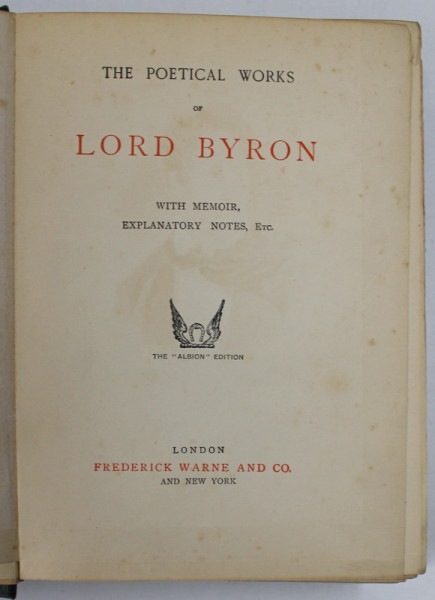 THE POETICAL WORKS
OF
LORD BYRON
WITH MEMOIR,
EXPLANATORY NOTES, ETC.
THE "ALBION" EDITION
LONDON
FREDERICK WARNE AND CO.
AND NEW YORK